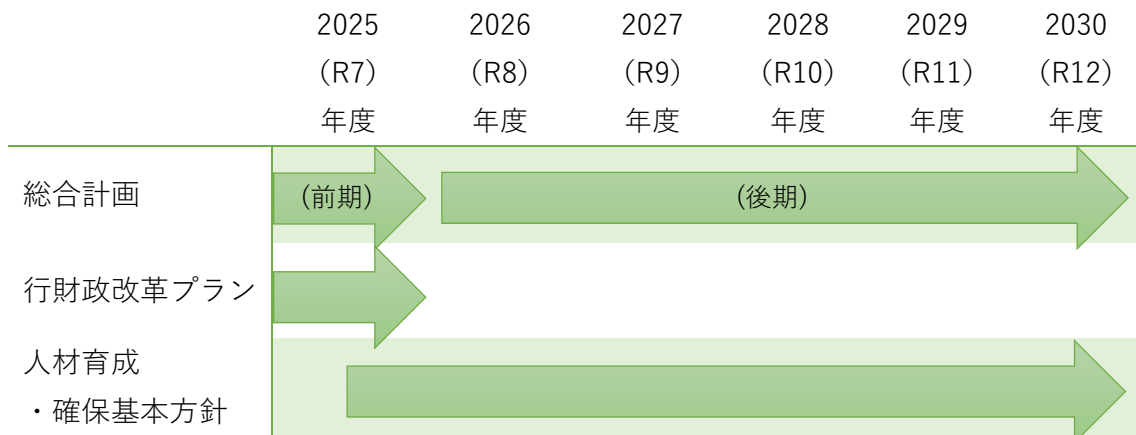 2025 2026 2027 2028 2029 2030
(R7) (R8) (R9) (R10) (R11) (R12)
年度 年度 年度 年度 年度 年度
総合計画 (前期) (後期)
行財政改革プラン
人材育成
・確保基本方針